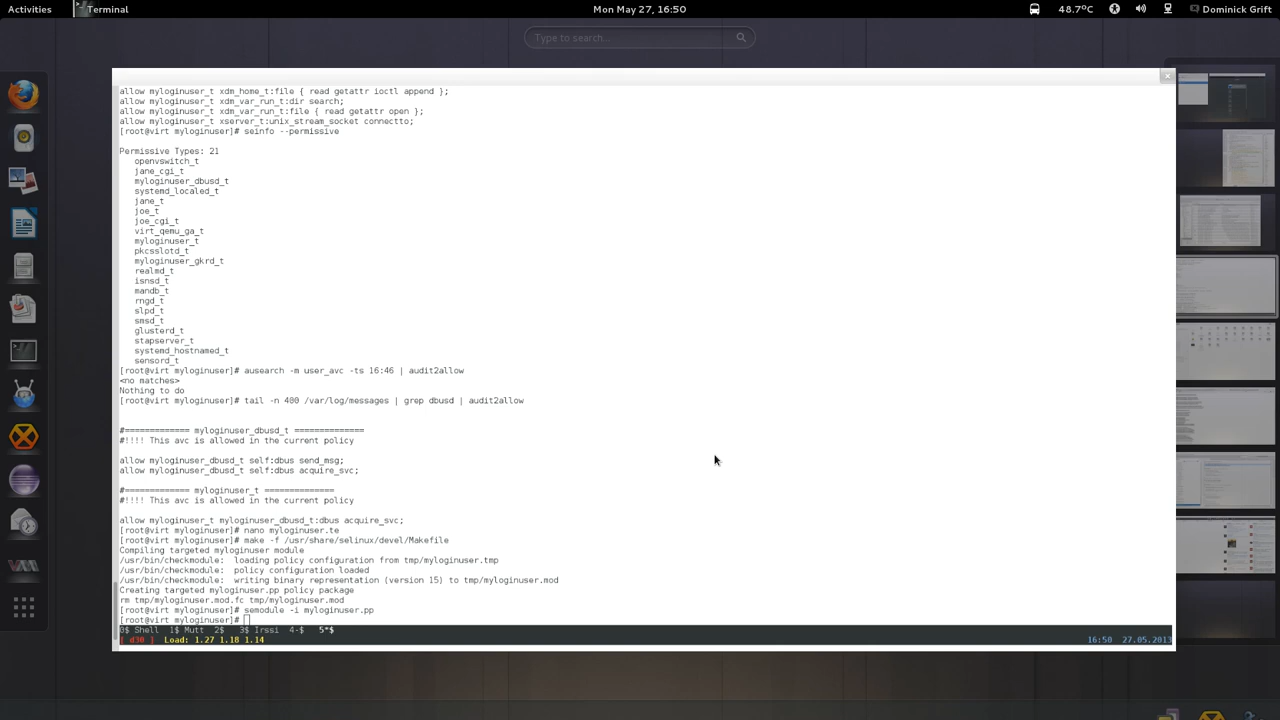 Activities Terminal Mon May 27, 16:50 48.7°C Dominick Grift
Type to search...
allow myloginuser_t xdm_home_t:file { read getattr ioctl append };
allow myloginuser_t xdm_var_run_t:dir search;
allow myloginuser_t xdm_var_run_t:file { read getattr open };
allow myloginuser_t xserver_t:unix_stream_socket connectto;
[root@virt myloginuser]# seinfo --permissive
Permissive Types: 21
openvswitch_t
jane_cgi_t
myloginuser_dbusd_t
systemd_localed_t
jane_t
joe_t
joe_cgi_t
virt_qemu_ga_t
myloginuser_t
pkcsslotd_t
myloginuser_gkrd_t
realmd_t
isnsd_t
mandb_t
rngd_t
slpd_t
smsd_t
glusterd_t
stapserver_t
systemd_hostnamed_t
sensord_t
[root@virt myloginuser]# ausearch -m user_avc -ts 16:46 | audit2allow
<no matches>
Nothing to do
[root@virt myloginuser]# tail -n 400 /var/log/messages | grep dbusd | audit2allow
#============= myloginuser_dbusd_t ==============
#!!!! This avc is allowed in the current policy
allow myloginuser_dbusd_t self:dbus send_msg;
allow myloginuser_dbusd_t self:dbus acquire_svc;
#============= myloginuser_t ==============
#!!!! This avc is allowed in the current policy
allow myloginuser_t myloginuser_dbusd_t:dbus acquire_svc;
[root@virt myloginuser]# nano myloginuser.te
[root@virt myloginuser]# make -f /usr/share/selinux/devel/Makefile
Compiling targeted myloginuser module
/usr/bin/checkmodule:  loading policy configuration from tmp/myloginuser.tmp
/usr/bin/checkmodule:  policy configuration loaded
/usr/bin/checkmodule:  writing binary representation (version 15) to tmp/myloginuser.mod
Creating targeted myloginuser.pp policy package
rm tmp/myloginuser.mod.fc tmp/myloginuser.mod
[root@virt myloginuser]# semodule -i myloginuser.pp
[root@virt myloginuser]#
0$ Shell  1$ Mutt  2$   3$ Irssi  4-$   5*$
[ d30 ]  Load: 1.27 1.18 1.14 16:50  27.05.2013